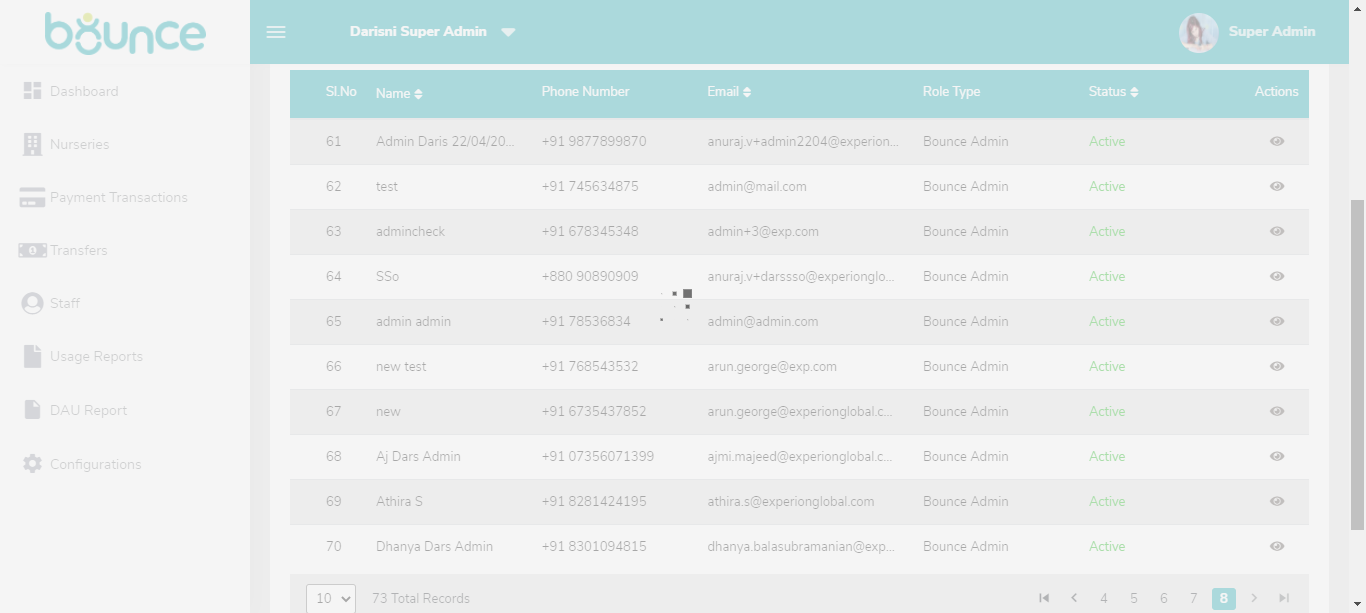 bounce
Darisni Super Admin
Super Admin
Dashboard
Nurseries
Payment Transactions
Transfers
Staff
Usage Reports
DAU Report
Configurations
Sl.No Name Phone Number Email Role Type Status Actions
61 Admin Daris 22/04/20... +91 9877899870 anuraj.v+admin2204@experion... Bounce Admin Active
62 test +91 745634875 admin@mail.com Bounce Admin Active
63 admincheck +91 678345348 admin+3@exp.com Bounce Admin Active
64 SSo +880 90890909 anuraj.v+darssso@experionglo... Bounce Admin Active
65 admin admin +91 78536834 admin@admin.com Bounce Admin Active
66 new test +91 768543532 arun.george@exp.com Bounce Admin Active
67 new +91 6735437852 arun.george@experionglobal.c... Bounce Admin Active
68 Aj Dars Admin +91 07356071399 ajmi.majeed@experionglobal.c... Bounce Admin Active
69 Athira S +91 8281424195 athira.s@experionglobal.com Bounce Admin Active
70 Dhanya Dars Admin +91 8301094815 dhanya.balasubramanian@exp... Bounce Admin Active
10 73 Total Records 4 5 6 7 8